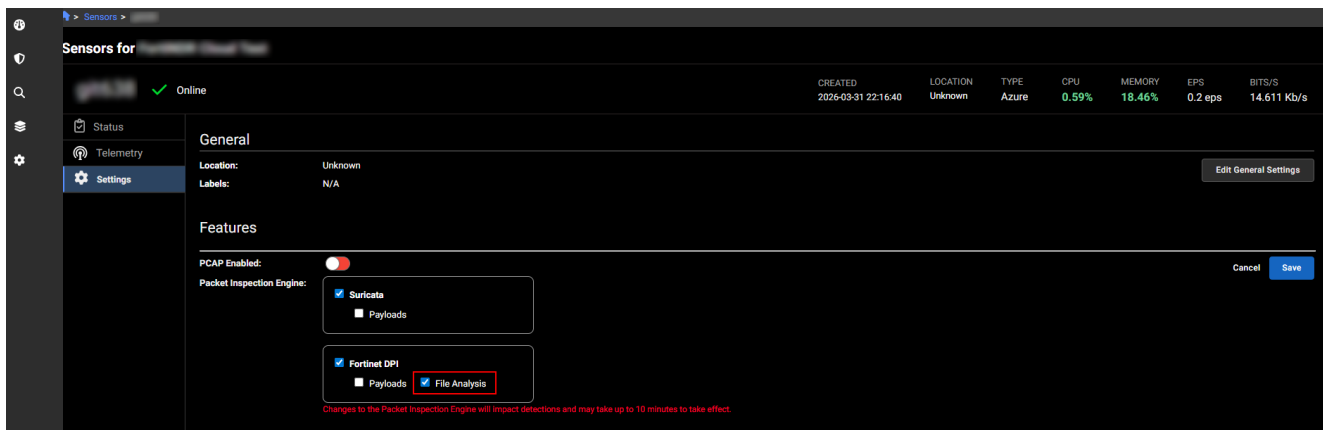 > Sensors >
Sensors for
Online
CREATED
2026-03-31 22:16:40
LOCATION
Unknown
TYPE
Azure
CPU
0.59%
MEMORY
18.46%
EPS
0.2 eps
BITS/S
14.611 Kb/s
Status
Telemetry
Settings
General
Location: Unknown
Labels: N/A
Edit General Settings
Features
PCAP Enabled:
Cancel Save
Packet Inspection Engine:
Suricata
Payloads
Fortinet DPI
Payloads File Analysis
Changes to the Packet Inspection Engine will impact detections and may take up to 10 minutes to take effect.